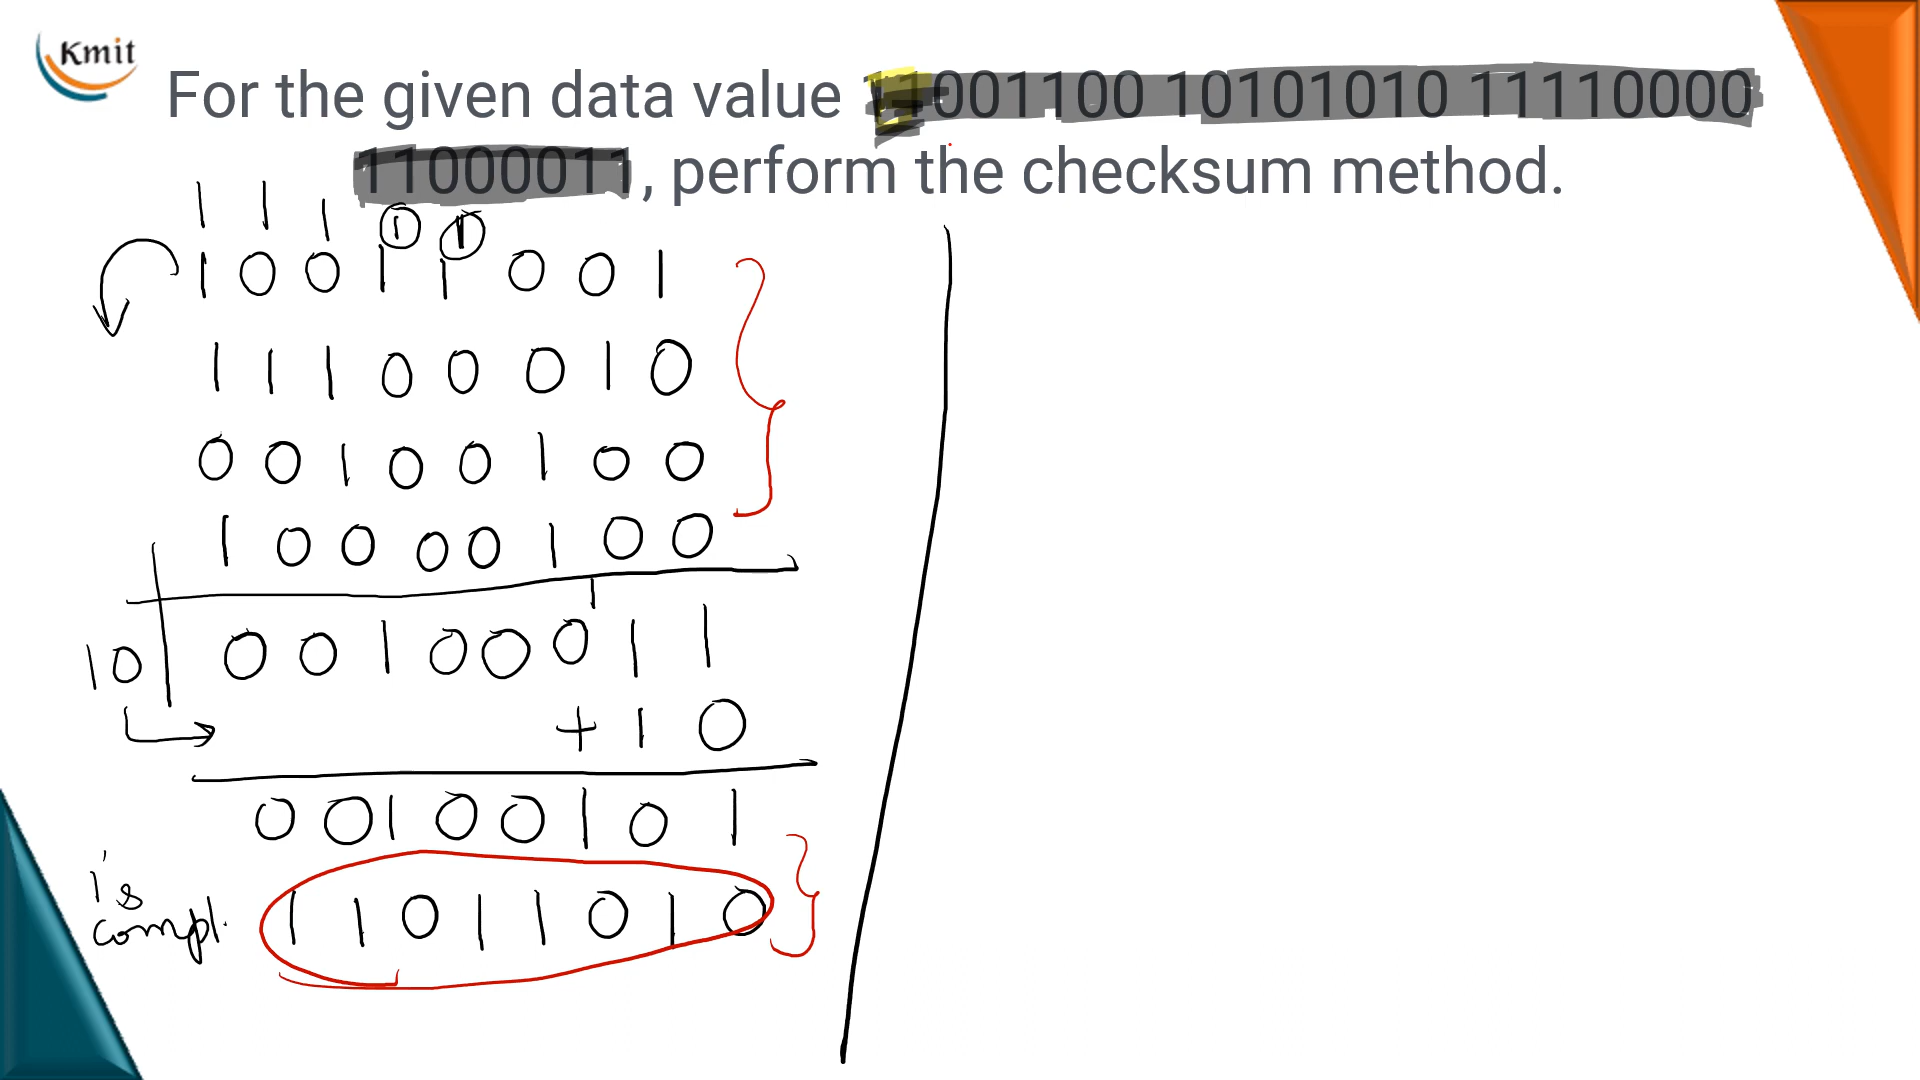 Kmit
For the given data value 11001100 10101010 11110000
11000011, perform the checksum method.
1 1 1 1 1
1 0 0 1 1 0 0 1
1 1 1 0 0 0 1 0
0 0 1 0 0 1 0 0
1 0 0 0 0 1 0 0
1
10 0 0 1 0 0 0 1 1
+ 1 0
0 0 1 0 0 1 0 1
1's
compl. 1 1 0 1 1 0 1 0